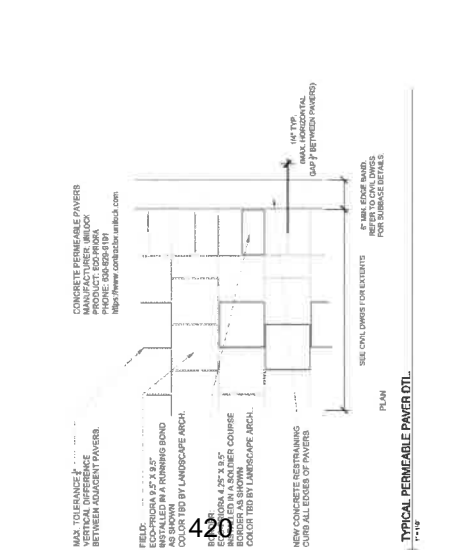 CONCRETE PERMEABLE PAVERS
MANUFACTURER: UNILOCK
PRODUCT: ECO-PRIORA
PHONE: 630-629-9191
https://www.contractor.unilock.com
1/4" TYP.
(MAX. HORIZONTAL
GAP BETWEEN PAVERS)
MAX. TOLERANCE
VERTICAL DIFFERENCE
BETWEEN ADJACENT PAVERS.
FIELD:
ECO-PRIORA 9.5" X 9.5"
INSTALLED IN A RUNNING BOND
AS SHOWN
COLOR TBD BY LANDSCAPE ARCH.
ECO-PRIORA 4.25" X 9.5"
INSTALLED IN A SOLDIER COURSE
BORDER AS SHOWN
COLOR TBD BY LANDSCAPE ARCH.
NEW CONCRETE RESTRAINING
CURB ALL EDGES OF PAVERS
SEE CIVIL DWGS FOR EXTENTS
6" MIN. EDGE BAND.
REFER TO CIVIL DWGS
FOR SUBBASE DETAILS
PLAN
TYPICAL PERMEABLE PAVER DTL.
420